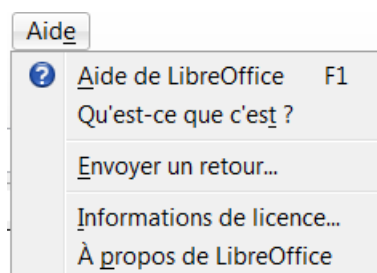 Aide
Aide de LibreOffice F1
Qu'est-ce que c'est ?
Envoyer un retour...
Informations de licence...
À propos de LibreOffice